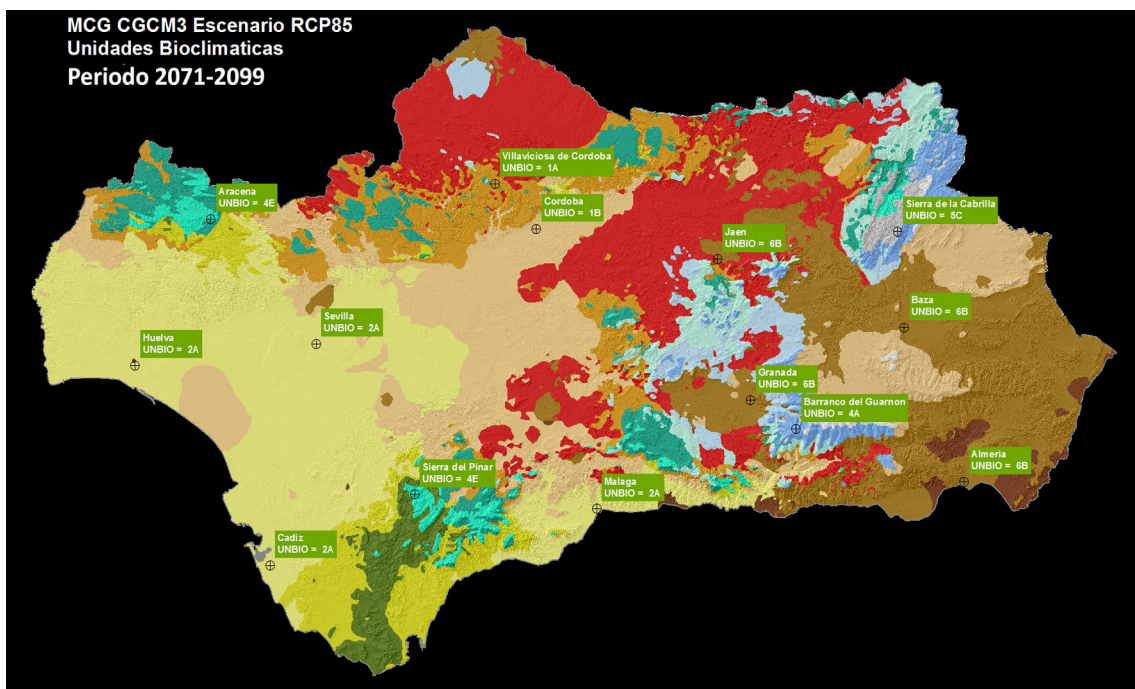 MCG CGCM3 Escenario RCP85
Unidades Bioclimaticas
Periodo 2071-2099
Villaviciosa de Cordoba
UNBIO = 1A
Aracena
UNBIO = 4E
Cordoba
UNBIO = 1B
Sierra de la Cabrilla
UNBIO = 5C
Jaen
UNBIO = 6B
Baza
UNBIO = 6B
Sevilla
UNBIO = 2A
Huelva
UNBIO = 2A
Granada
UNBIO = 6B
Barranco del Guarnon
UNBIO = 4A
Almeria
UNBIO = 6B
Sierra del Pinar
UNBIO = 4E
Malaga
UNBIO = 2A
Cadiz
UNBIO = 2A